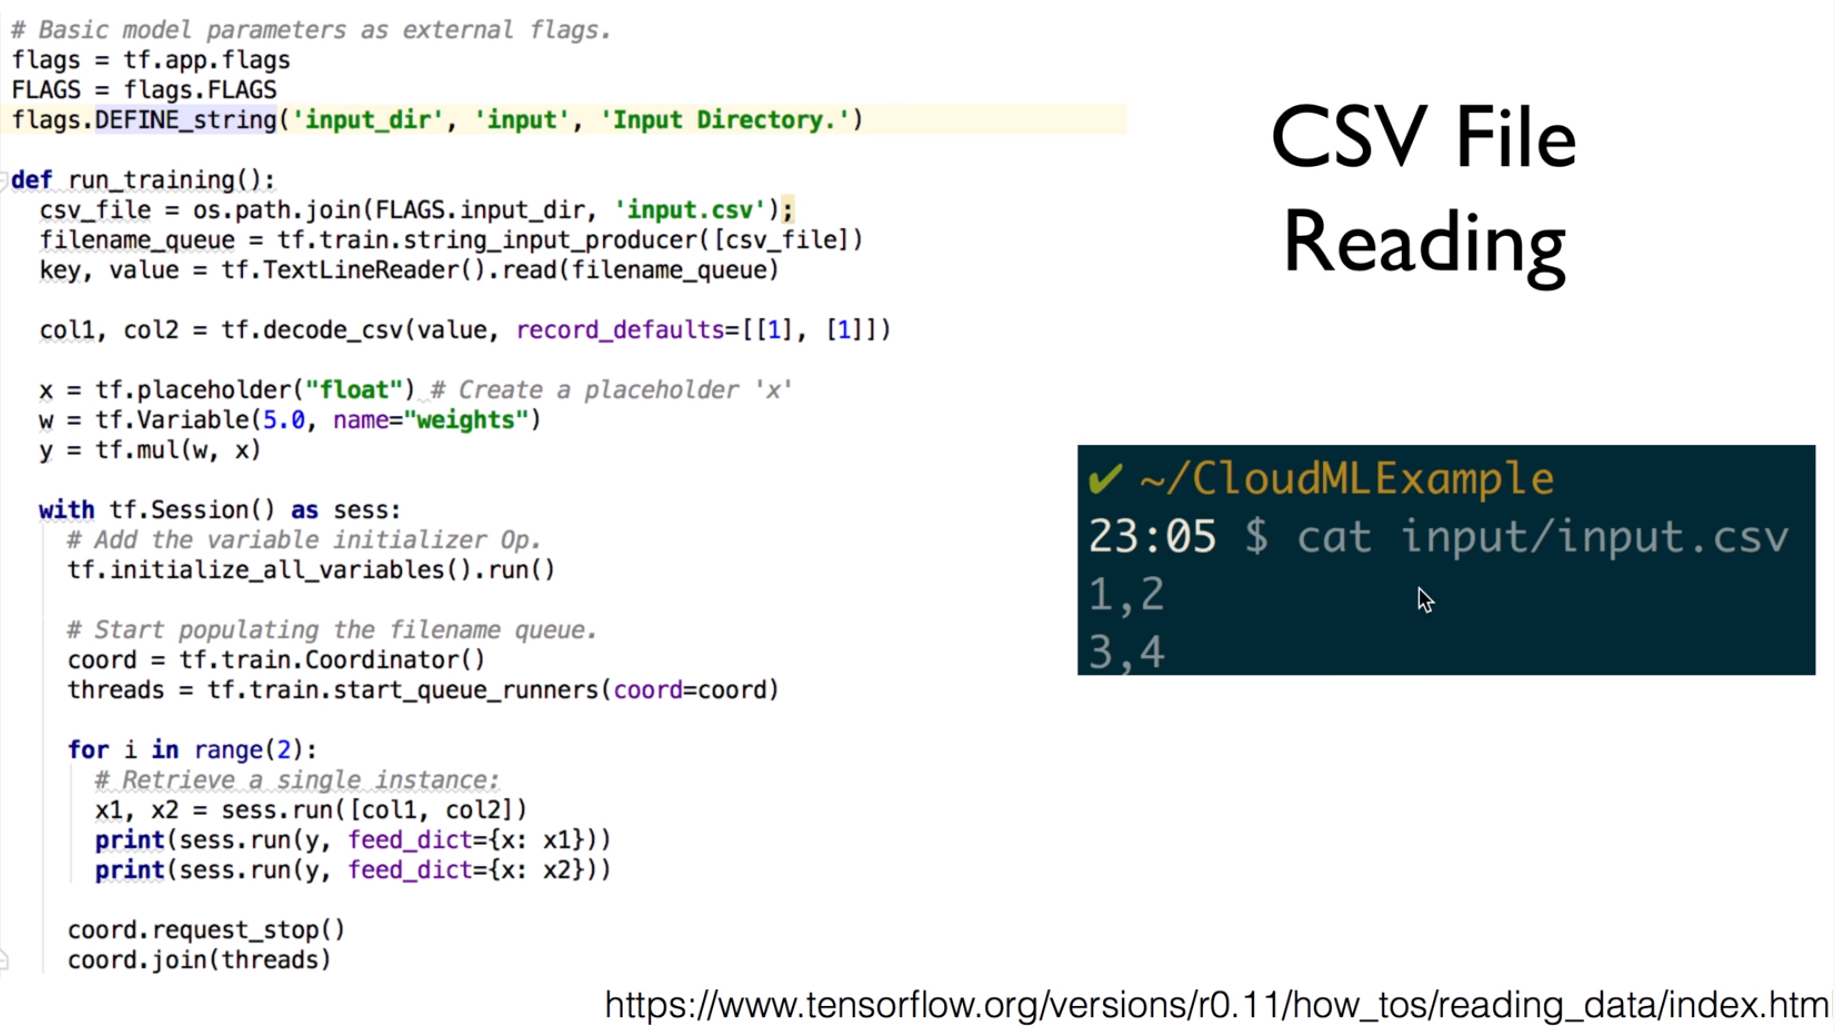 # Basic model parameters as external flags.
flags = tf.app.flags
FLAGS = flags.FLAGS
flags.DEFINE_string('input_dir', 'input', 'Input Directory.')
def run_training():
csv_file = os.path.join(FLAGS.input_dir, 'input.csv');
filename_queue = tf.train.string_input_producer([csv_file])
key, value = tf.TextLineReader().read(filename_queue)
col1, col2 = tf.decode_csv(value, record_defaults=[[1], [1]])
x = tf.placeholder("float") # Create a placeholder 'x'
w = tf.Variable(5.0, name="weights")
y = tf.mul(w, x)
with tf.Session() as sess:
# Add the variable initializer Op.
tf.initialize_all_variables().run()
# Start populating the filename queue.
coord = tf.train.Coordinator()
threads = tf.train.start_queue_runners(coord=coord)
for i in range(2):
# Retrieve a single instance:
x1, x2 = sess.run([col1, col2])
print(sess.run(y, feed_dict={x: x1}))
print(sess.run(y, feed_dict={x: x2}))
coord.request_stop()
coord.join(threads)
CSV File
Reading
✔ ~/CloudMLExample
23:05 $ cat input/input.csv
1,2
3,4
https://www.tensorflow.org/versions/r0.11/how_tos/reading_data/index.htm